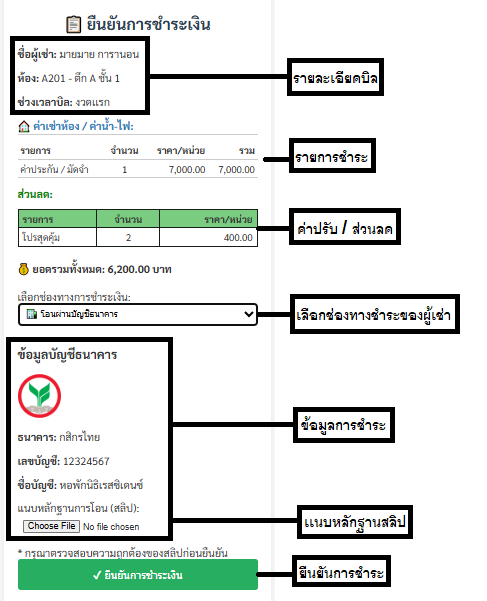 📋 ยืนยันการชำระเงิน
ชื่อผู้เช่า: มายมาย การานอน
ห้อง: A201 - ตึก A ชั้น 1
รายละเอียดบิล
ช่วงเวลาบิล: งวดแรก
🏠 ค่าเช่าห้อง / ค่าน้ำ-ไฟ:
รายการ จำนวน ราคา/หน่วย รวม
รายการชำระ
ค่าประกัน / มัดจำ 1 7,000.00 7,000.00
ส่วนลด:
รายการ จำนวน ราคา/หน่วย
ค่าปรับ / ส่วนลด
โปรสุดคุ้ม 2 400.00
💰 ยอดรวมทั้งหมด: 6,200.00 บาท
เลือกช่องทางการชำระเงิน:
🏦 โอนผ่านบัญชีธนาคาร
เลือกช่องทางชำระของผู้เช่า
ข้อมูลบัญชีธนาคาร
ข้อมูลการชำระ
ธนาคาร: กสิกรไทย
เลขบัญชี: 12324567
ชื่อบัญชี: หอพักนิธิเรสซิเดนซ์
แนบหลักฐานการโอน (สลิป):
Choose File No file chosen
แนบหลักฐานสลิป
* กรุณาตรวจสอบความถูกต้องของสลิปก่อนยืนยัน
✓ ยืนยันการชำระเงิน
ยืนยันการชำระ